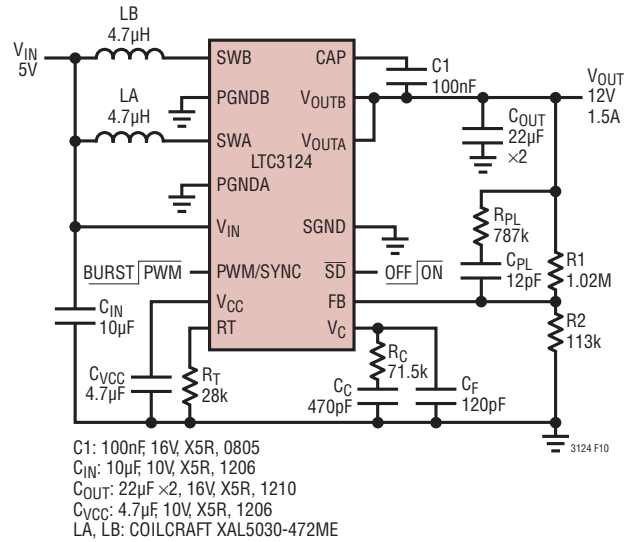 LB
4.7µH
VIN
5V
LA
4.7µH
SWB
CAP
C1
100nF
PGNDB
VOUTB
VOUT
12V
1.5A
COUT
22µF
×2
SWA
VOUTA
LTC3124
PGNDA
VIN
SGND
RPL
787k
CPL
12pF
R1
1.02M
BURST PWM
PWM/SYNC
SD
OFF ON
CIN
10µF
VCC
FB
R2
113k
RT
VC
CVCC
4.7µF
RT
28k
RC
71.5k
CC
470pF
CF
120pF
3124 F10
C1: 100nF, 16V, X5R, 0805
CIN: 10µF, 10V, X5R, 1206
COUT: 22µF ×2, 16V, X5R, 1210
CVCC: 4.7µF, 10V, X5R, 1206
LA, LB: COILCRAFT XAL5030-472ME